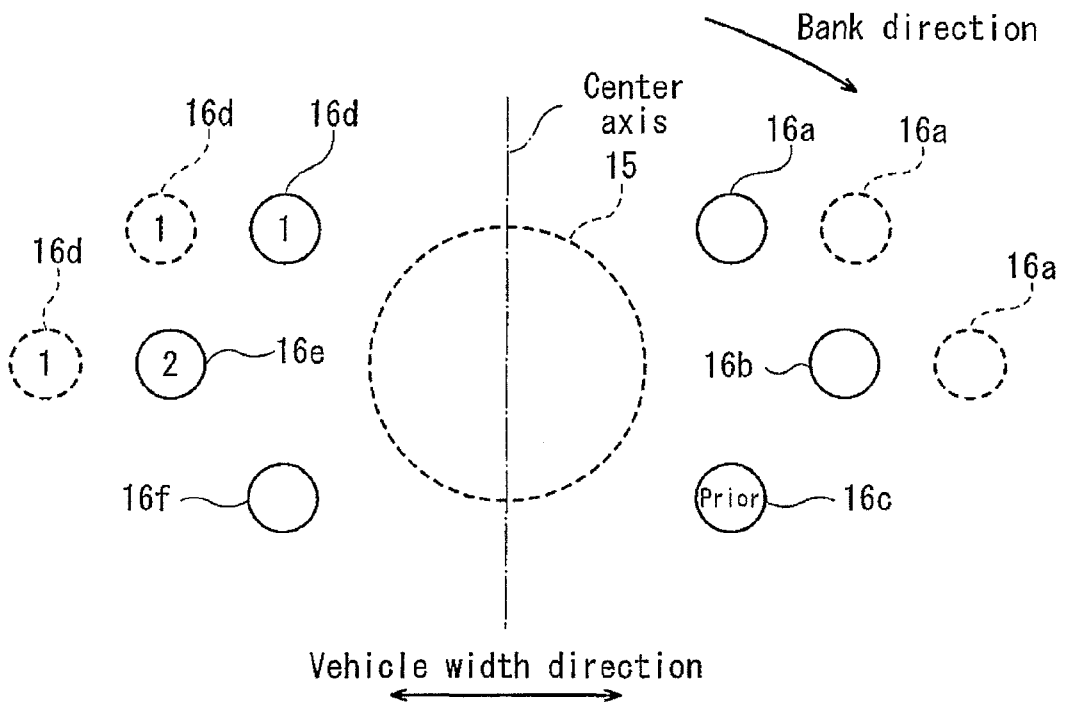 Bank direction
Center
axis
16d
16d
15
16a
16a
1
1
16d
16a
1
2
16e
16b
16f
Prior
16c
Vehicle width direction